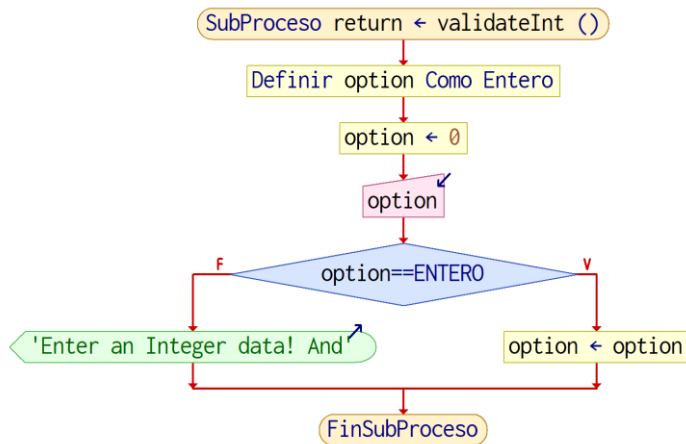 SubProceso return ← validateInt ()
Definir option Como Entero
option ← 0
option
option==ENTERO
F
V
'Enter an Integer data! And'
option ← option
FinSubProceso